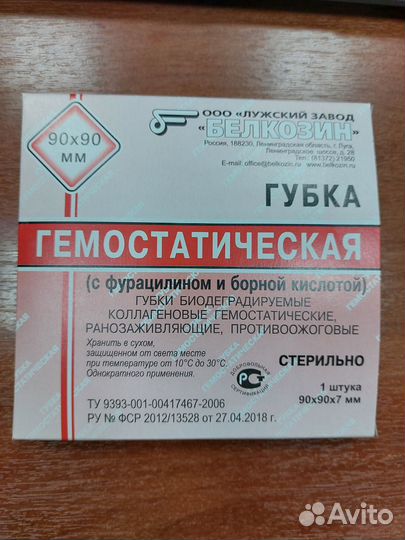 ООО «ЛУЖСКИЙ ЗАВОД
«БЕЛКОЗИН»
Россия, 188230, Ленинградская область, г. Луга,
Ленинградское шоссе, д. 28
Тел.: (81372) 21950
E-mail: office@belkozin.ru, www.belkozin.ru
90x90
мм
ГУБКА
ГЕМОСТАТИЧЕСКАЯ
(с фурацилином и борной кислотой)
ГУБКИ БИОДЕГРАДИРУЕМЫЕ
КОЛЛАГЕНОВЫЕ ГЕМОСТАТИЧЕСКИЕ,
РАНОЗАЖИВЛЯЮЩИЕ, ПРОТИВООЖОГОВЫЕ
Хранить в сухом,
защищенном от света месте
при температуре от 10°С до 30°С.
Однократного применения.
СТЕРИЛЬНО
ДОБРОВОЛЬНАЯ
СЕРТИФИКАЦИЯ
1 штука
90x90x7 мм
ТУ 9393-001-00417467-2006
РУ № ФСР 2012/13528 от 27.04.2018 г.
Avito